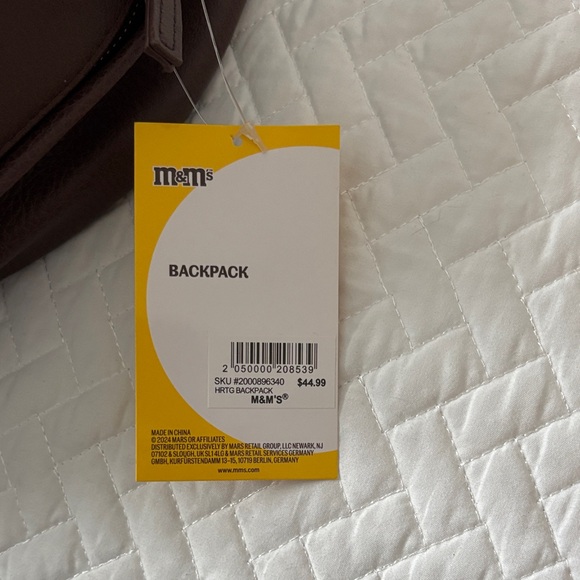 m&m's
BACKPACK
2 050000 208539
SKU #2000896340 $44.99
HRTG BACKPACK
M&M'S®
MADE IN CHINA
© 2024 MARS OR AFFILIATES
DISTRIBUTED EXCLUSIVELY BY MARS RETAIL GROUP, LLC NEWARK, NJ
07102 & SLOUGH, UK SL1 4LG & MARS RETAIL SERVICES GERMANY
GMBH, KURFÜRSTENDAMM 13-15, 10719 BERLIN, GERMANY
www.mms.com